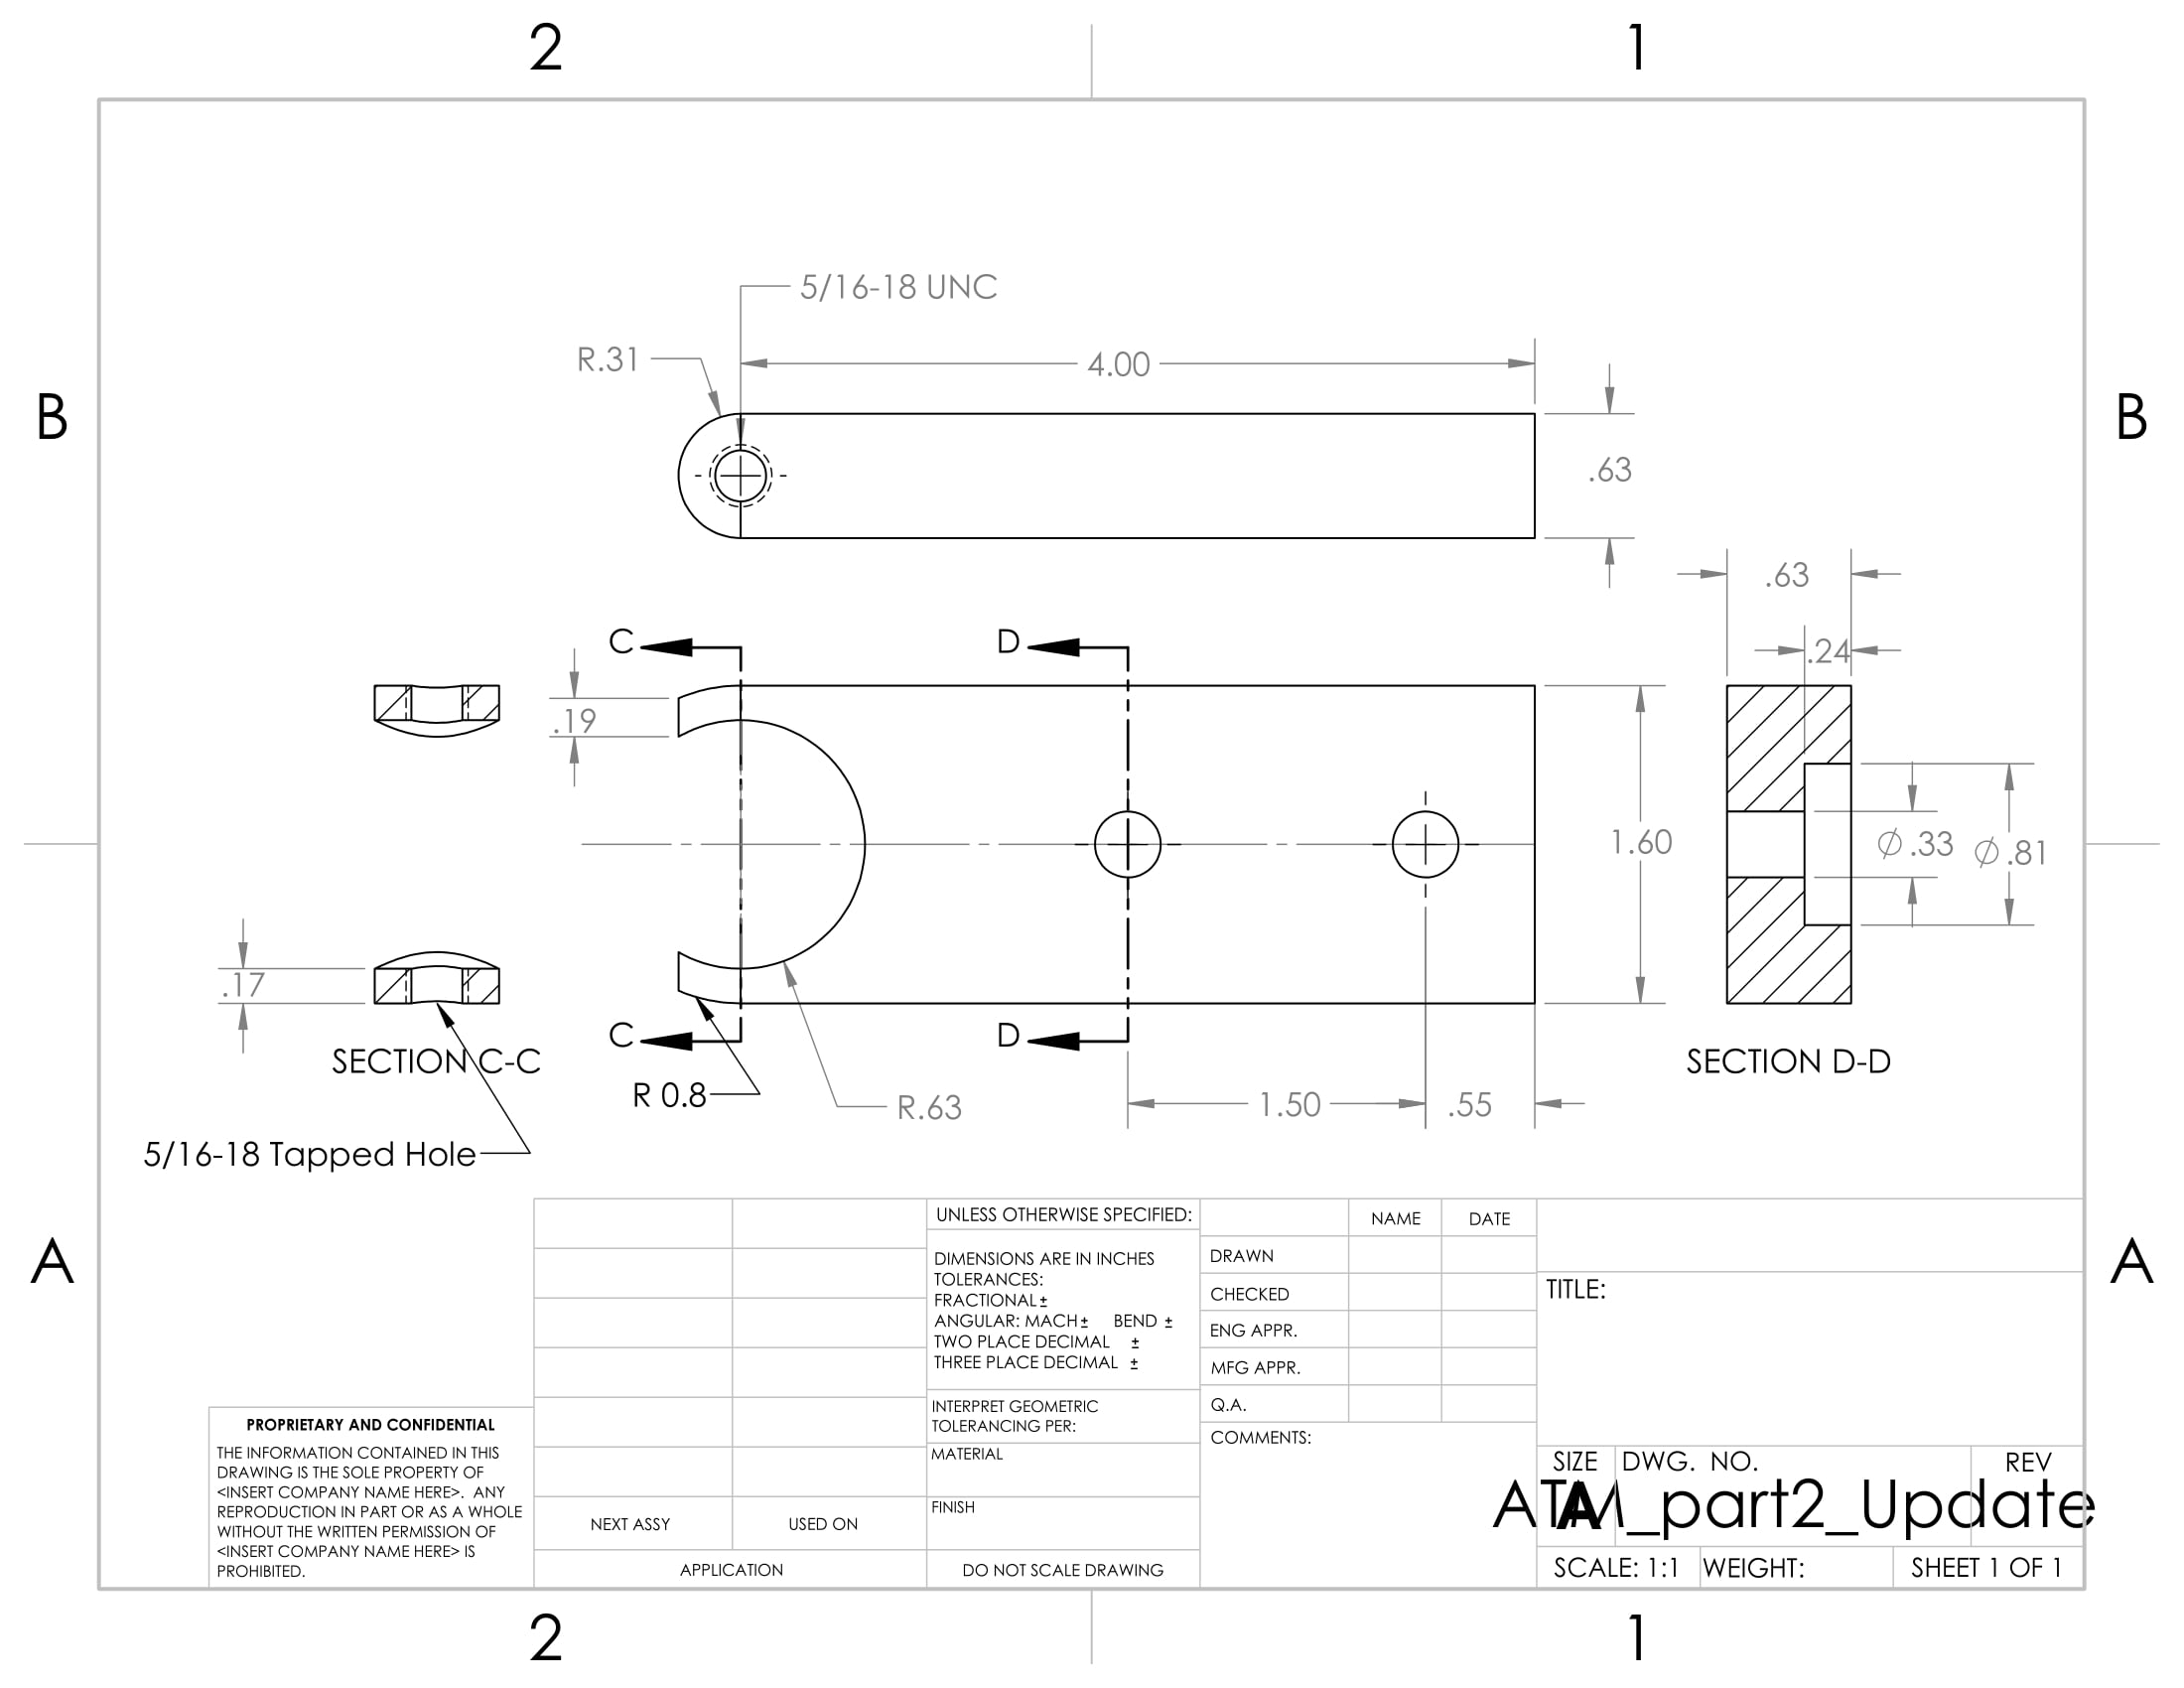 2 1
5/16-18 UNC
R.31
4.00
B B
.63
.63
C D
.24
.19
1.60
⌀ .33 ⌀ .81
.17
C D
SECTION C-C
SECTION D-D
R 0.8
R.63
1.50 .55
5/16-18 Tapped Hole
A A
UNLESS OTHERWISE SPECIFIED:
DIMENSIONS ARE IN INCHES
TOLERANCES:
FRACTIONAL ±
ANGULAR: MACH ± BEND ±
TWO PLACE DECIMAL ±
THREE PLACE DECIMAL ±
INTERPRET GEOMETRIC
TOLERANCING PER:
MATERIAL
FINISH
DO NOT SCALE DRAWING
NAME DATE
DRAWN
CHECKED
ENG APPR.
MFG APPR.
Q.A.
COMMENTS:
TITLE:
SIZE DWG. NO. REV
A
ATM_part2_Update
SCALE: 1:1 WEIGHT: SHEET 1 OF 1
PROPRIETARY AND CONFIDENTIAL
THE INFORMATION CONTAINED IN THIS
DRAWING IS THE SOLE PROPERTY OF
<INSERT COMPANY NAME HERE>. ANY
REPRODUCTION IN PART OR AS A WHOLE
WITHOUT THE WRITTEN PERMISSION OF
<INSERT COMPANY NAME HERE> IS
PROHIBITED.
NEXT ASSY USED ON
APPLICATION
2 1